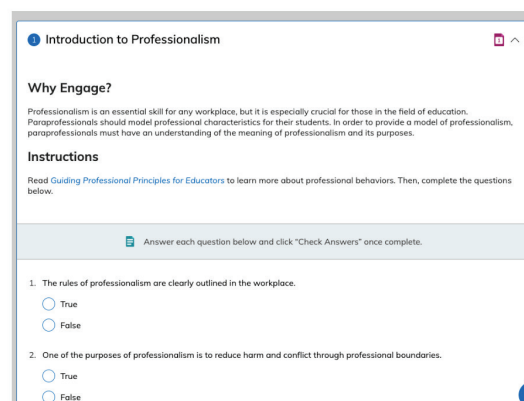 1 Introduction to Professionalism
Why Engage?
Professionalism is an essential skill for any workplace, but it is especially crucial for those in the field of education.
Paraprofessionals should model professional characteristics for their students. In order to provide a model of professionalism,
paraprofessionals must have an understanding of the meaning of professionalism and its purposes.
Instructions
Read Guiding Professional Principles for Educators to learn more about professional behaviors. Then, complete the questions
below.
Answer each question below and click "Check Answers" once complete.
1. The rules of professionalism are clearly outlined in the workplace.
True
False
2. One of the purposes of professionalism is to reduce harm and conflict through professional boundaries.
True
False